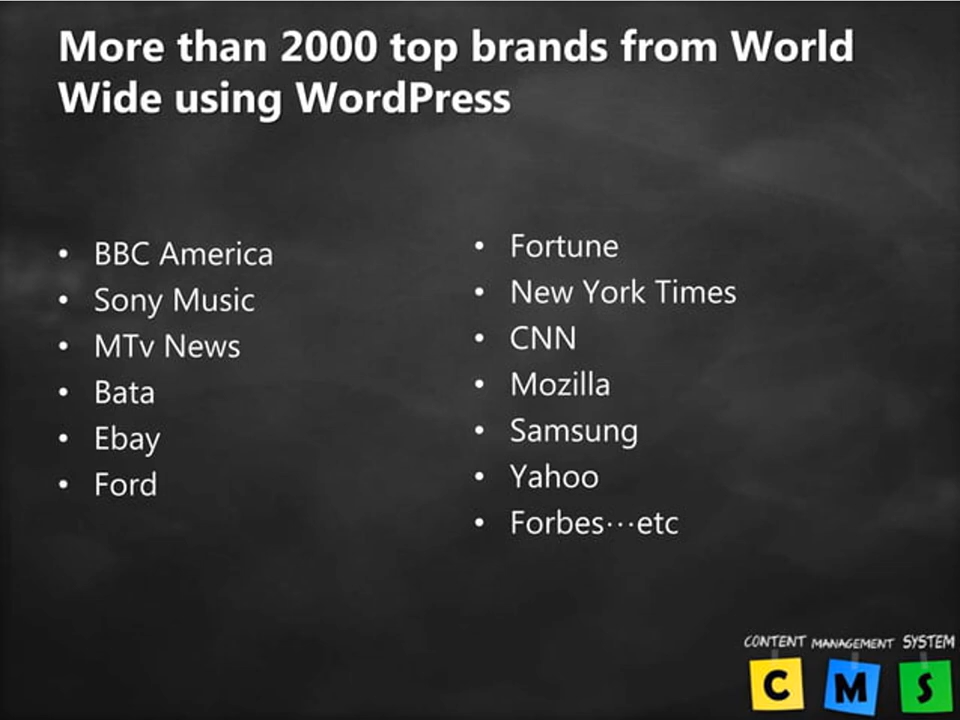 More than 2000 top brands from World
Wide using WordPress
• BBC America
• Sony Music
• MTv News
• Bata
• Ebay
• Ford
• Fortune
• New York Times
• CNN
• Mozilla
• Samsung
• Yahoo
• Forbes⋯etc
CONTENT MANAGEMENT SYSTEM
C M S